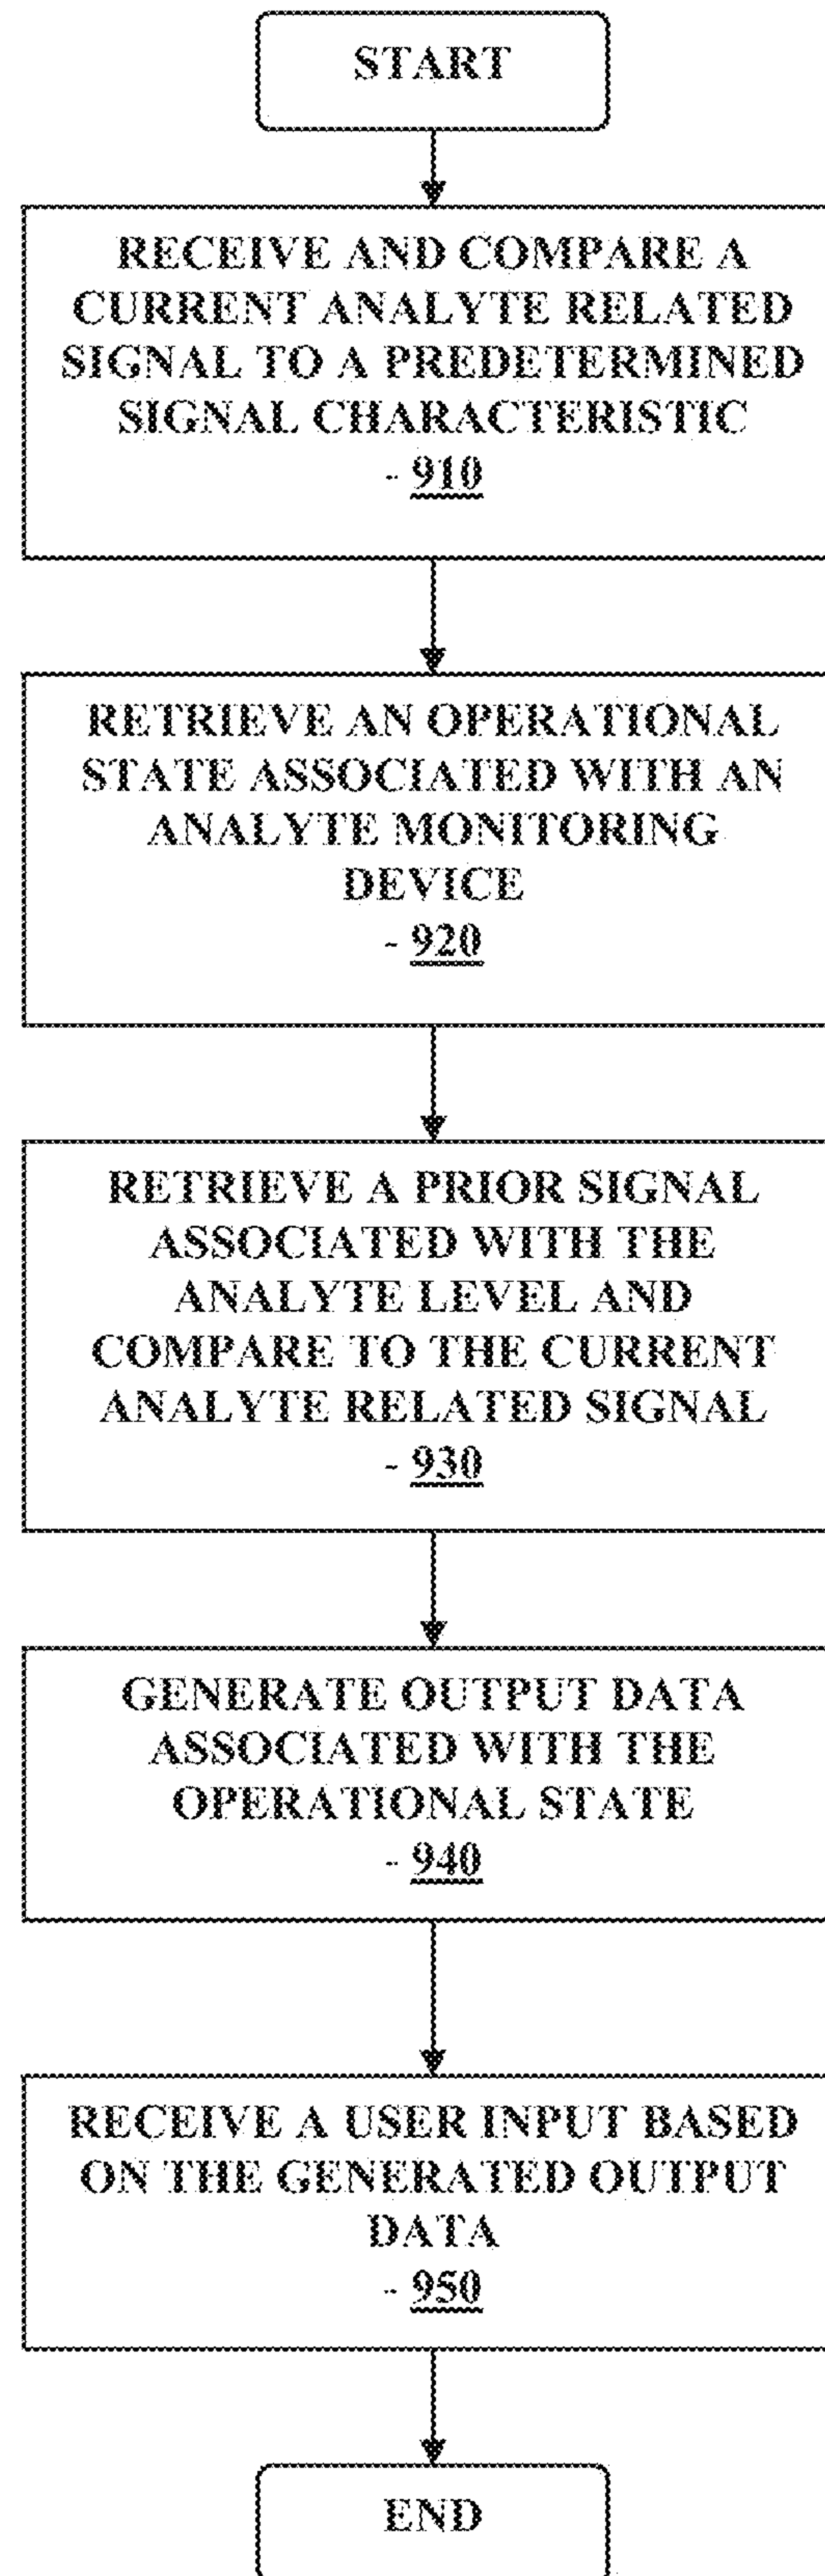 START
RECEIVE AND COMPARE A
CURRENT ANALYTE RELATED
SIGNAL TO A PREDETERMINED
SIGNAL CHARACTERISTIC
- 910
RETRIEVE AN OPERATIONAL
STATE ASSOCIATED WITH AN
ANALYTE MONITORING
DEVICE
- 920
RETRIEVE A PRIOR SIGNAL
ASSOCIATED WITH THE
ANALYTE LEVEL AND
COMPARE TO THE CURRENT
ANALYTE RELATED SIGNAL
- 930
GENERATE OUTPUT DATA
ASSOCIATED WITH THE
OPERATIONAL STATE
- 940
RECEIVE A USER INPUT BASED
ON THE GENERATED OUTPUT
DATA
- 950
END